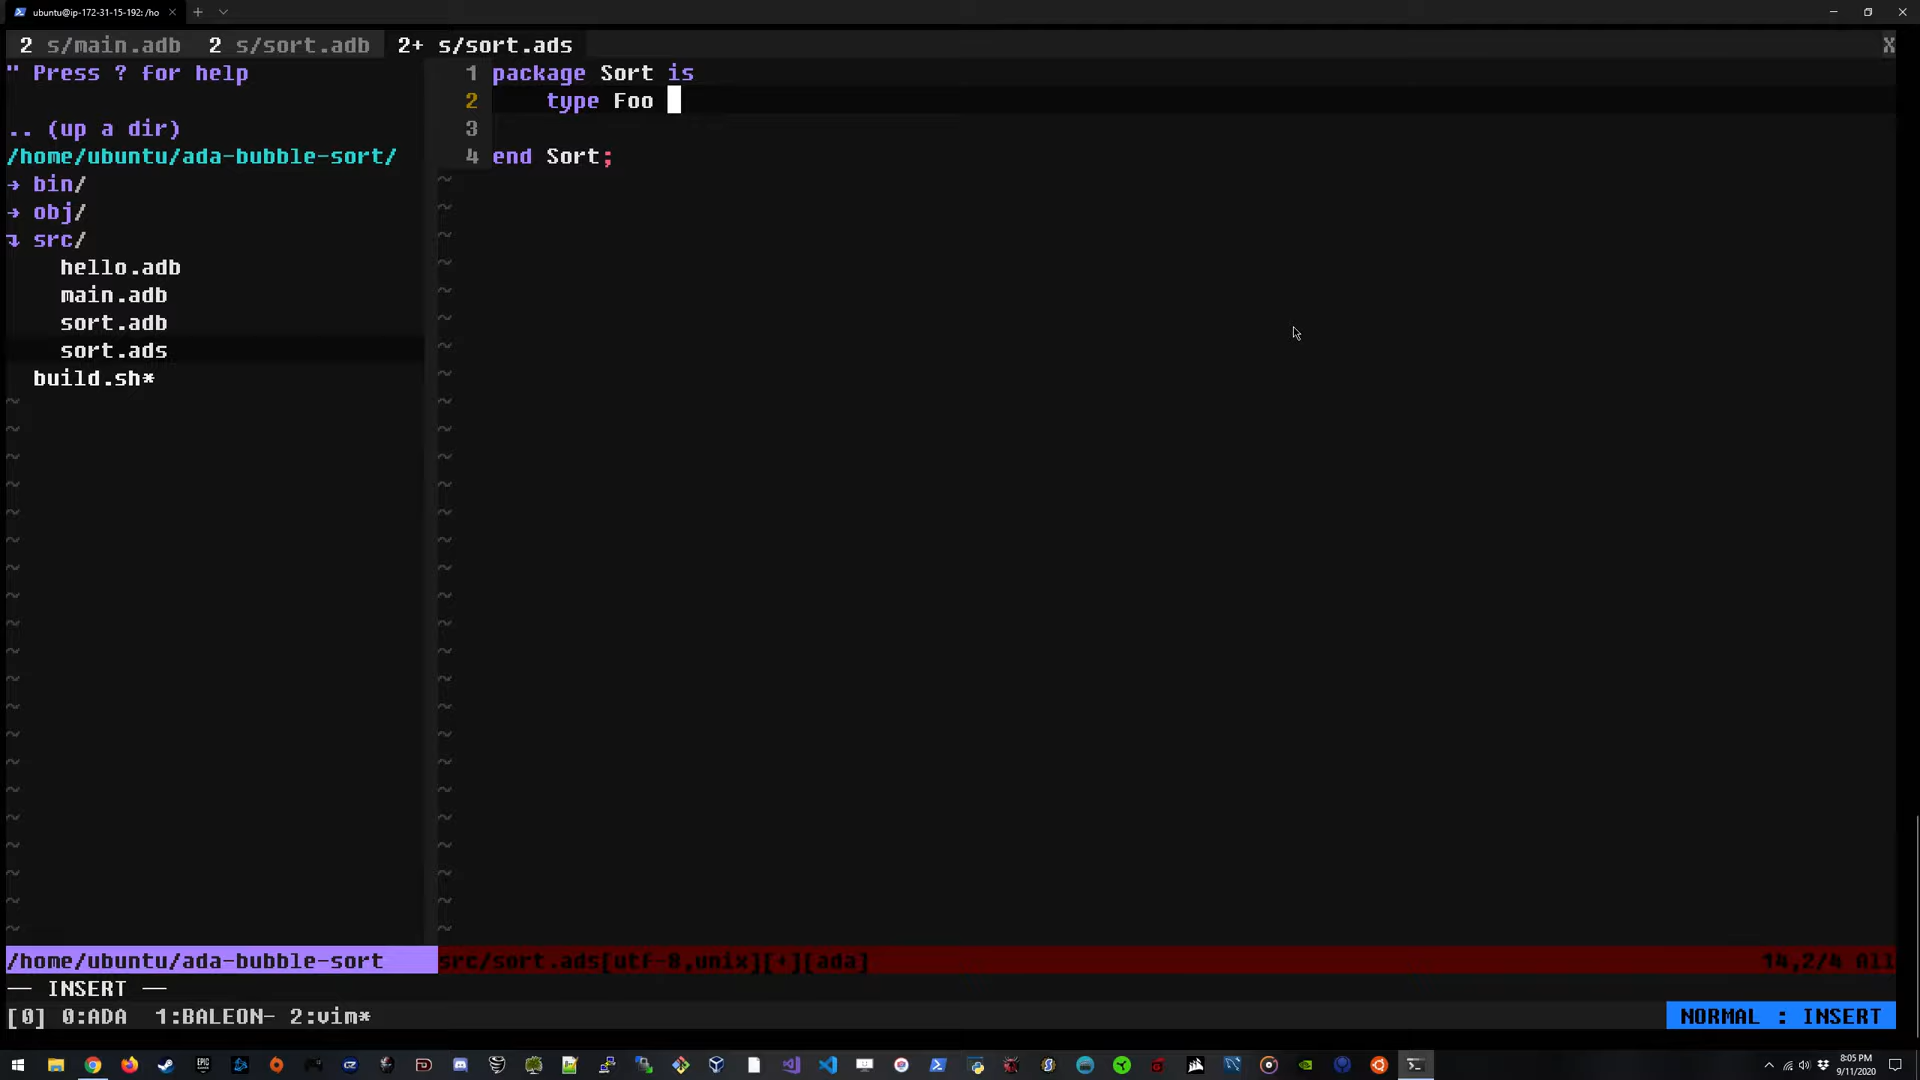 ubuntu@ip-172-31-15-192: /ho
2 s/main.adb 2 s/sort.adb 2+ s/sort.ads X
" Press ? for help
.. (up a dir)
/home/ubuntu/ada-bubble-sort/
bin/
obj/
src/
hello.adb
main.adb
sort.adb
sort.ads
build.sh*
1 package Sort is
2 type Foo
3
4 end Sort;
/home/ubuntu/ada-bubble-sort
src/sort.ads[utf-8,unix][+][ada] 14,2/4 All
-- INSERT --
[0] 0:ADA 1:BALEON- 2:vim*
NORMAL : INSERT
8:05 PM
9/11/2020